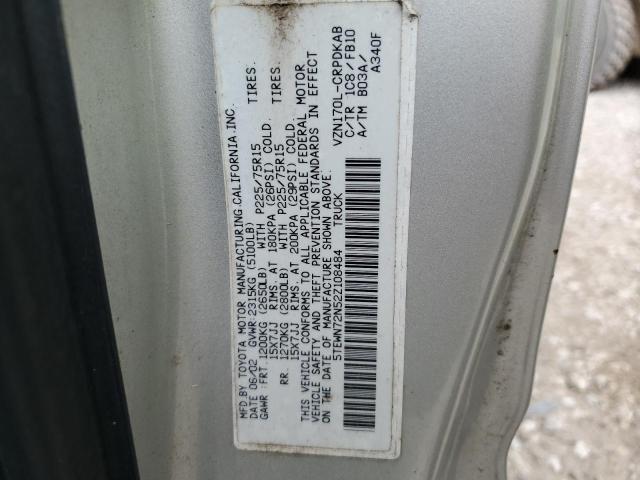 MFD.BY TOYOTA MOTOR MANUFACTURING.CALIFORNIA.INC.
DATE 06/02 GVWR:2315KG(5100LB)
GAWR FRT 1200KG(2650LB) WITH P225/75R15 TIRES.
15X7JJ RIMS. AT 180KPA (26PSI) COLD.
RR. 1570KG(2800LB) WITH P225/75R15 TIRES.
15X7JJ RIMS. AT 200KPA (29PSI) COLD.
THIS VEHICLE CONFORMS TO ALL APPLICABLE FEDERAL MOTOR
VEHICLE SAFETY AND THEFT PREVENTION STANDARDS IN EFFECT
ON THE DATE OF MANUFACTURE SHOWN ABOVE.
5TEWN72N52Z108484 TRUCK
VZN170L-CRPDKAB
C/TR 1C8/FB10
A/TM B03A/
A340F